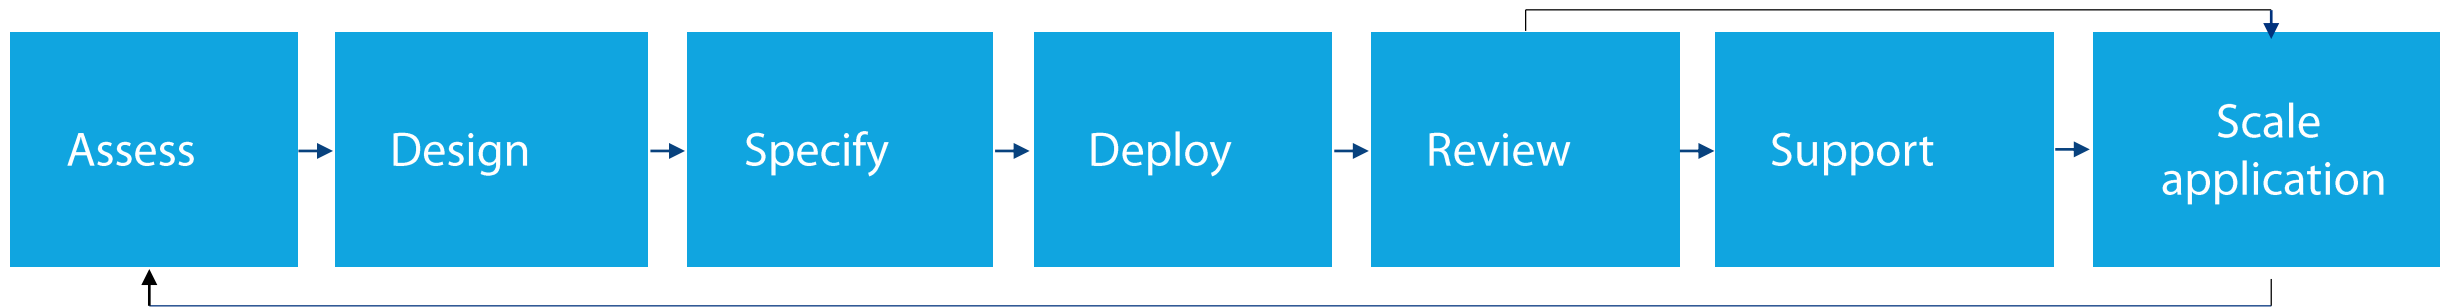 Assess
Design
Specify
Deploy
Review
Support
Scale
application